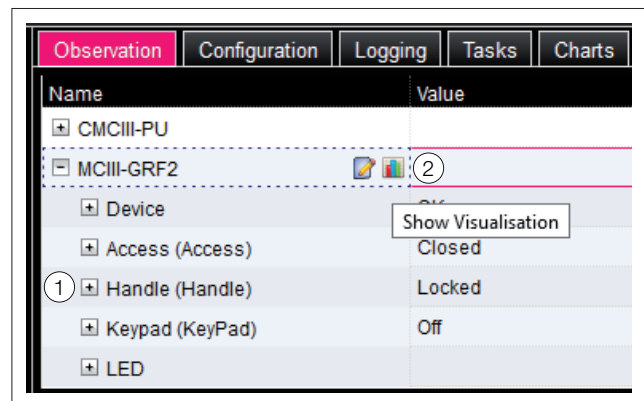 Observation Configuration Logging Tasks Charts
Name Value
CMCIII-PU
MCIII-GRF2 2
Device
Show Visualisation
Access (Access) Closed
1 Handle (Handle) Locked
Keypad (KeyPad) Off
LED